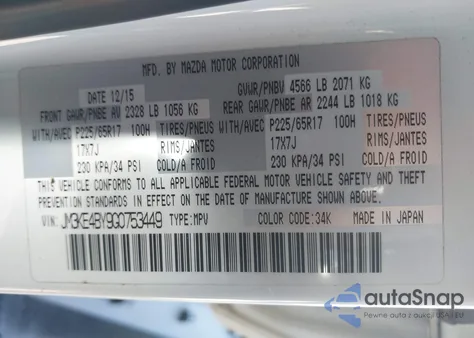 MFD. BY MAZDA MOTOR CORPORATION
DATE 12/15 GVWR/PNBV 4566 LB 2071 KG
FRONT GAWR/PNBE AV 2328 LB 1056 KG REAR GAWR/PNBE AR 2244 LB 1018 KG
WITH/AVEC P225/65R17 100H TIRES/PNEUS WITH/AVEC P225/65R17 100H TIRES/PNEUS
17X7J RIMS/JANTES 17X7J RIMS/JANTES
230 KPA/34 PSI COLD/A FROID 230 KPA/34 PSI COLD/A FROID
THIS VEHICLE CONFORMS TO ALL APPLICABLE FEDERAL MOTOR VEHICLE SAFETY AND THEFT
PREVENTION STANDARDS IN EFFECT ON THE DATE OF MANUFACTURE SHOWN ABOVE.
VIN: JM3KE4BY9G0753449 TYPE: MPV COLOR CODE: 34K MADE IN JAPAN
autoSnap
Pewne auto z aukcji USA i EU